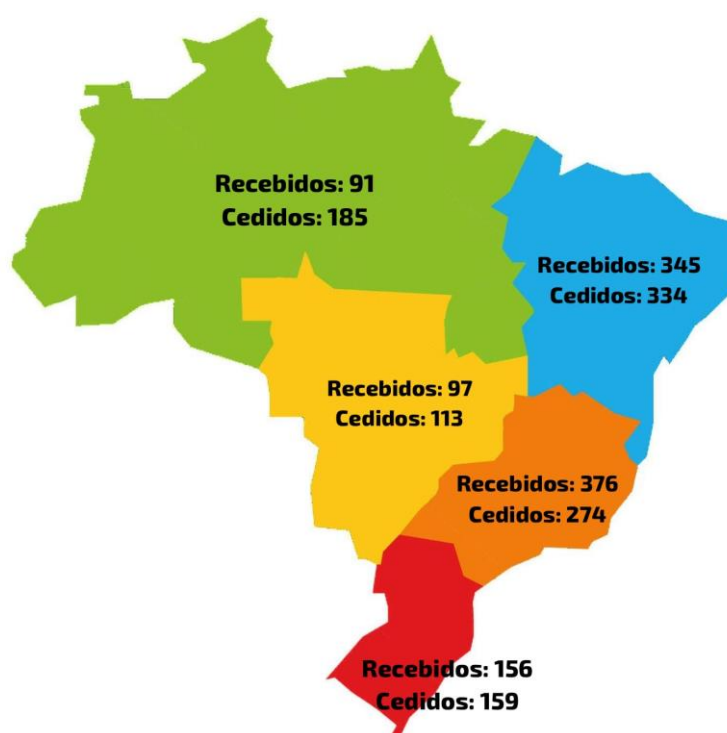 Recebidos: 91
Cedidos: 185
Recebidos: 345
Cedidos: 334
Recebidos: 97
Cedidos: 113
Recebidos: 376
Cedidos: 274
Recebidos: 156
Cedidos: 159